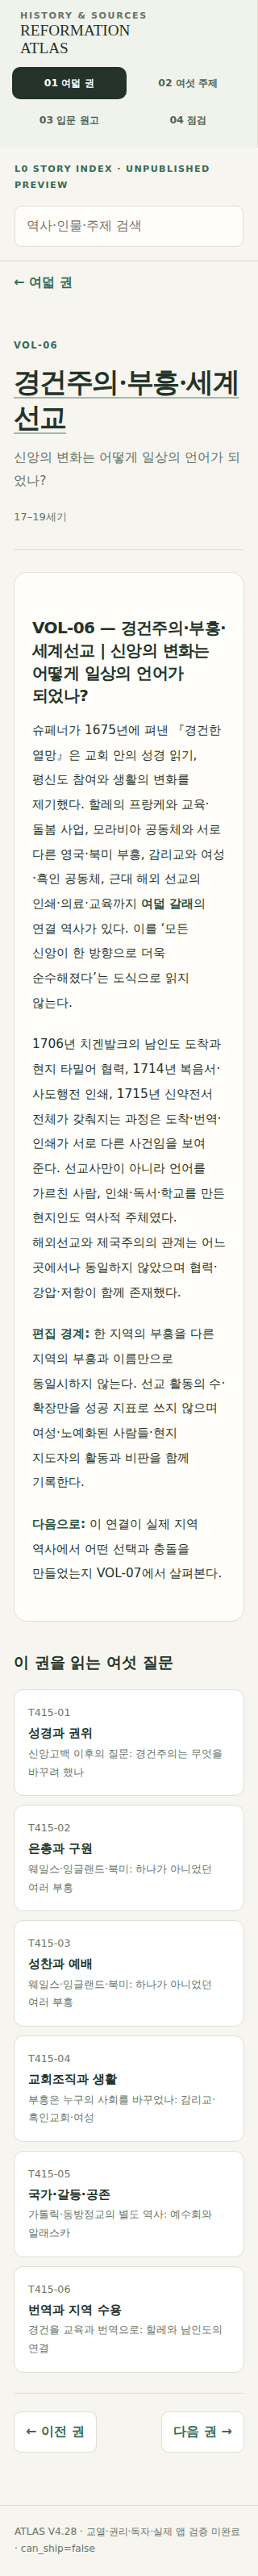 HISTORY & SOURCES
REFORMATION
ATLAS
01 여덟 권
02 여섯 주제
03 입문 원고
04 점검
L0 STORY INDEX · UNPUBLISHED
PREVIEW
역사·인물·주제 검색
← 여덟 권
VOL-06
경건주의·부흥·세계
선교
신앙의 변화는 어떻게 일상의 언어가 되
었나?
17–19세기
VOL-06 — 경건주의·부흥·
세계선교 | 신앙의 변화는
어떻게 일상의 언어가
되었나?
슈페너가 1675년에 펴낸 『경건한
열망』은 교회 안의 성경 읽기,
평신도 참여와 생활의 변화를
제기했다. 할레의 프랑케와 교육·
돌봄 사업, 모라비아 공동체와 서로
다른 영국·북미 부흥, 감리교와 여성
·흑인 공동체, 근대 해외 선교의
인쇄·의료·교육까지 여덟 갈래의
연결 역사가 있다. 이를 ‘모든
신앙이 한 방향으로 더욱
순수해졌다’는 도식으로 읽지
않는다.
1706년 치겐발크의 남인도 도착과
현지 타밀어 협력, 1714년 복음서·
사도행전 인쇄, 1715년 신약전서
전체가 갖춰지는 과정은 도착·번역·
인쇄가 서로 다른 사건임을 보여
준다. 선교사만이 아니라 언어를
가르친 사람, 인쇄·독서·학교를 만든
현지인도 역사적 주체였다.
해외선교와 제국주의의 관계는 어느
곳에서나 동일하지 않았으며 협력·
강압·저항이 함께 존재했다.
편집 경계: 한 지역의 부흥을 다른
지역의 부흥과 이름만으로
동일시하지 않는다. 선교 활동의 수·
확장만을 성공 지표로 쓰지 않으며
여성·노예화된 사람들·현지
지도자의 활동과 비판을 함께
기록한다.
다음으로: 이 연결이 실제 지역
역사에서 어떤 선택과 충돌을
만들었는지 VOL-07에서 살펴본다.
이 권을 읽는 여섯 질문
T415-01
성경과 권위
신앙고백 이후의 질문: 경건주의는 무엇을
바꾸려 했나
T415-02
은총과 구원
웨일스·잉글랜드·북미: 하나가 아니었던
여러 부흥
T415-03
성찬과 예배
웨일스·잉글랜드·북미: 하나가 아니었던
여러 부흥
T415-04
교회조직과 생활
부흥은 누구의 사회를 바꾸었나: 감리교·
흑인교회·여성
T415-05
국가·갈등·공존
가톨릭·동방정교의 별도 역사: 예수회와
알래스카
T415-06
번역과 지역 수용
경건을 교육과 번역으로: 할레와 남인도의
연결
← 이전 권
다음 권 →
ATLAS V4.28 · 교열·권리·독자·실제 앱 검증 미완료
· can_ship=false